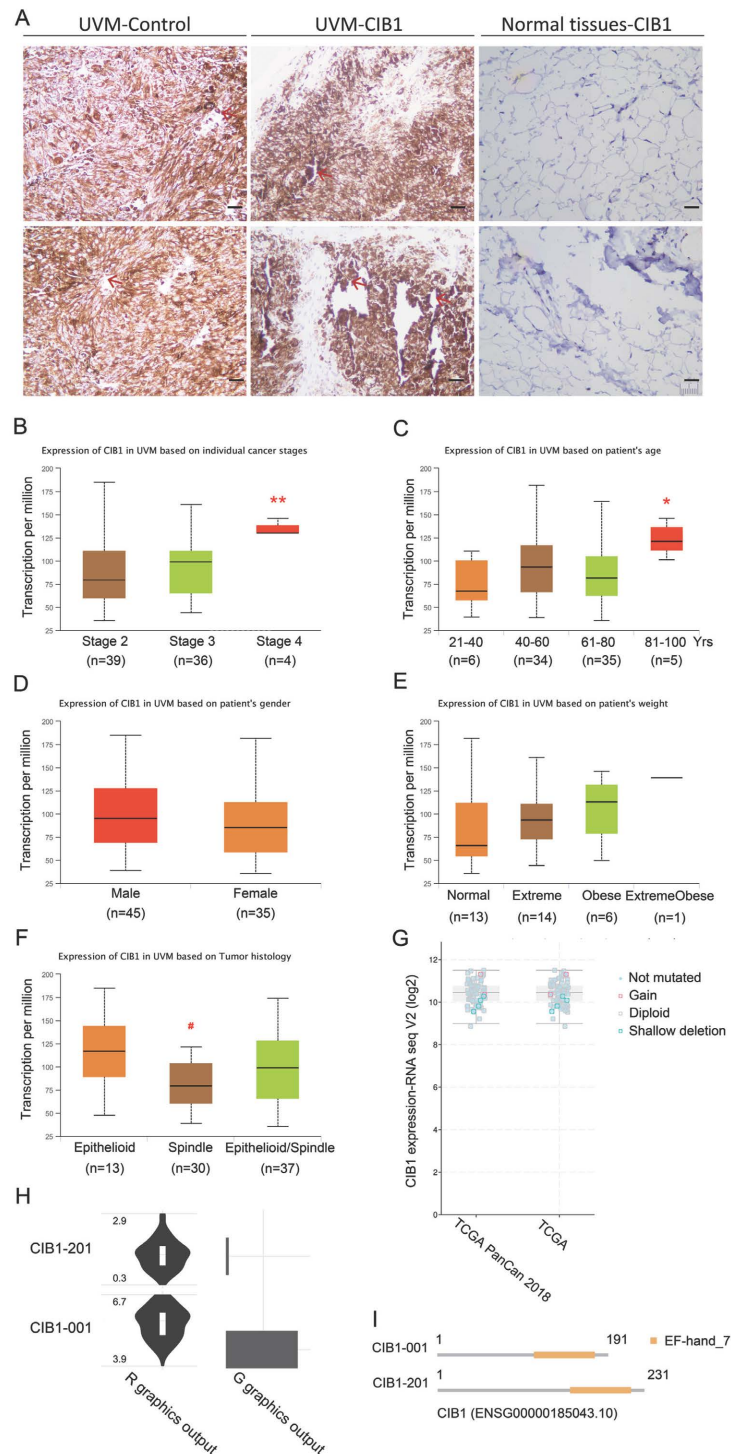 A
UVM-Control
UVM-CIB1
Normal tissues-CIB1
B
Expression of CIB1 in UVM based on individual cancer stages
Transcription per million
200
175
150
125
100
75
50
25
**
Stage 2
Stage 3
Stage 4
(n=39)
(n=36)
(n=4)
C
Expression of CIB1 in UVM based on patient's age
Transcription per million
200
175
150
125
100
75
50
25
*
21-40
40-60
61-80
81-100
Yrs
(n=6)
(n=34)
(n=35)
(n=5)
D
Expression of CIB1 in UVM based on patient's gender
Transcription per million
200
175
150
125
100
75
50
25
Male
Female
(n=45)
(n=35)
E
Expression of CIB1 in UVM based on patient's weight
Transcription per million
200
175
150
125
100
75
50
25
Normal
Extreme
Obese
ExtremeObese
(n=13)
(n=14)
(n=6)
(n=1)
F
Expression of CIB1 in UVM based on Tumor histology
Transcription per million
200
175
150
125
100
75
50
25
#
Epithelioid
Spindle
Epithelioid/Spindle
(n=13)
(n=30)
(n=37)
G
CIB1 expression-RNA seq V2 (log2)
12
10
8
6
4
2
0
TCGA PanCan 2018
TCGA
Not mutated
Gain
Diploid
Shallow deletion
H
CIB1-201
2.9
0.3
CIB1-001
6.7
3.9
R graphics output
G graphics output
I
CIB1-001
1
191
EF-hand_7
CIB1-201
1
231
CIB1 (ENSG00000185043.10)